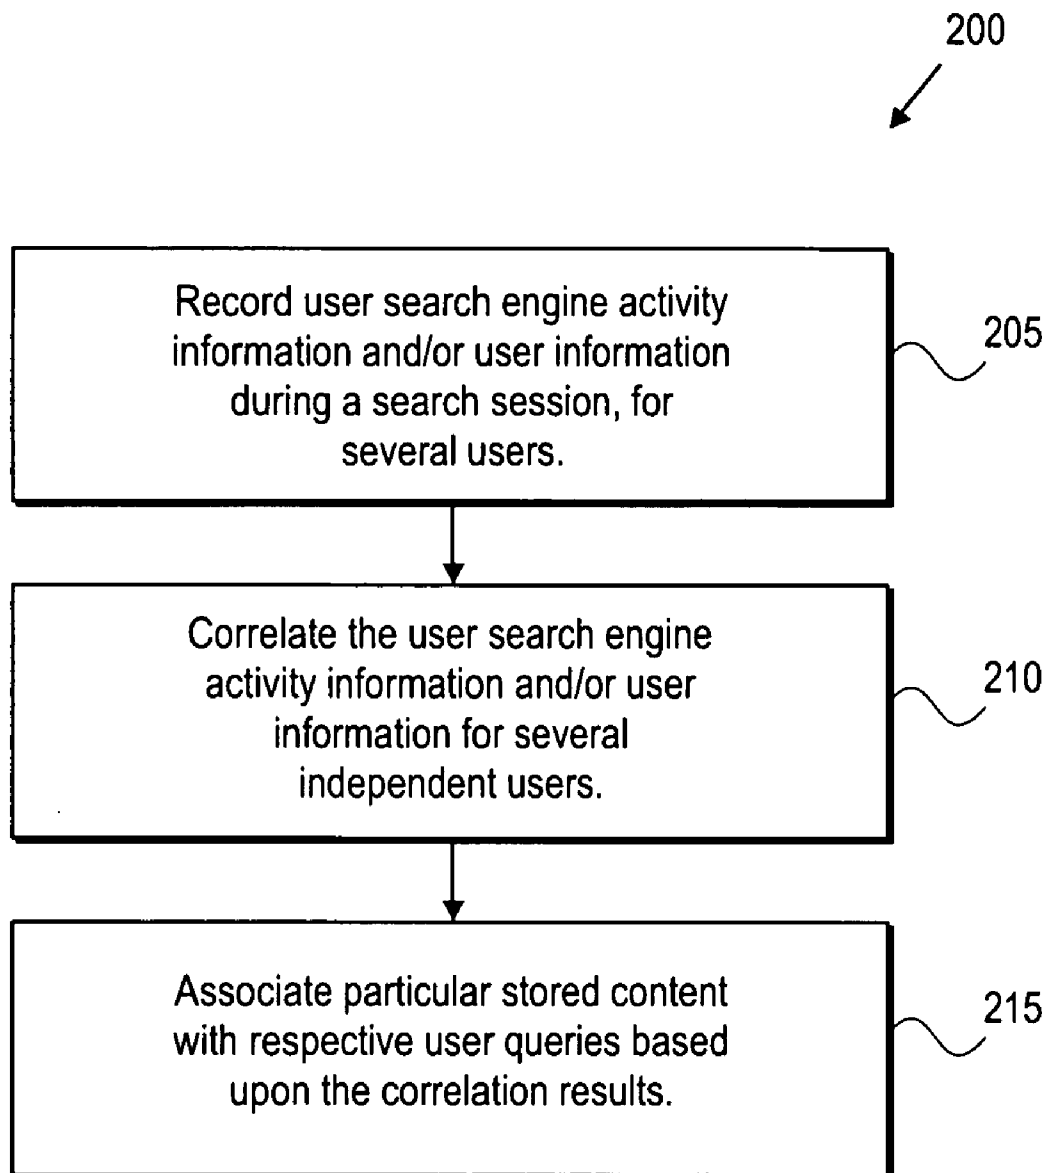 200
Record user search engine activity
information and/or user information
during a search session, for
several users.
205
Correlate the user search engine
activity information and/or user
information for several
independent users.
210
Associate particular stored content
with respective user queries based
upon the correlation results.
215